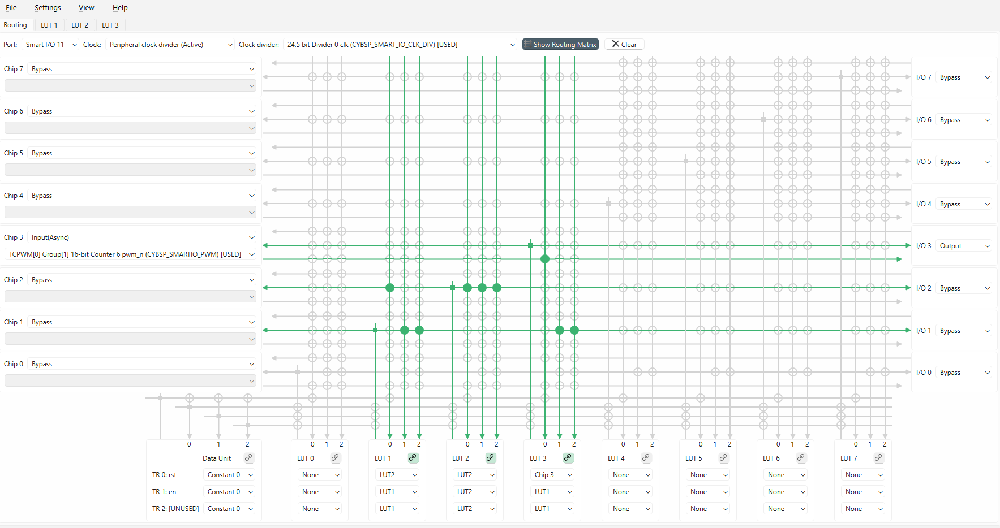 File Settings View Help
Routing LUT 1 LUT 2 LUT 3
Port: Smart I/O 11 Clock: Peripheral clock divider (Active) Clock divider: 24.5 bit Divider 0 clk (CYBSP_SMART_IO_CLK_DIV) [USED] Show Routing Matrix Clear
Chip 7 Bypass I/O 7 Bypass
Chip 6 Bypass I/O 6 Bypass
Chip 5 Bypass I/O 5 Bypass
Chip 4 Bypass I/O 4 Bypass
Chip 3 Input(Async) I/O 3 Output
TCPWM[0] Group[1] 16-bit Counter 6 pwm_n (CYBSP_SMARTIO_PWM) [USED]
Chip 2 Bypass I/O 2 Bypass
Chip 1 Bypass I/O 1 Bypass
Chip 0 Bypass I/O 0 Bypass
0 1 2 0 1 2 0 1 2 0 1 2 0 1 2 0 1 2 0 1 2 0 1 2 0 1 2
Data Unit LUT 0 LUT 1 LUT 2 LUT 3 LUT 4 LUT 5 LUT 6 LUT 7
TR 0: rst Constant 0 None LUT2 LUT2 Chip 3 None None None None
TR 1: en Constant 0 None LUT1 LUT2 LUT1 None None None None
TR 2: [UNUSED] Constant 0 None LUT1 LUT2 LUT1 None None None None